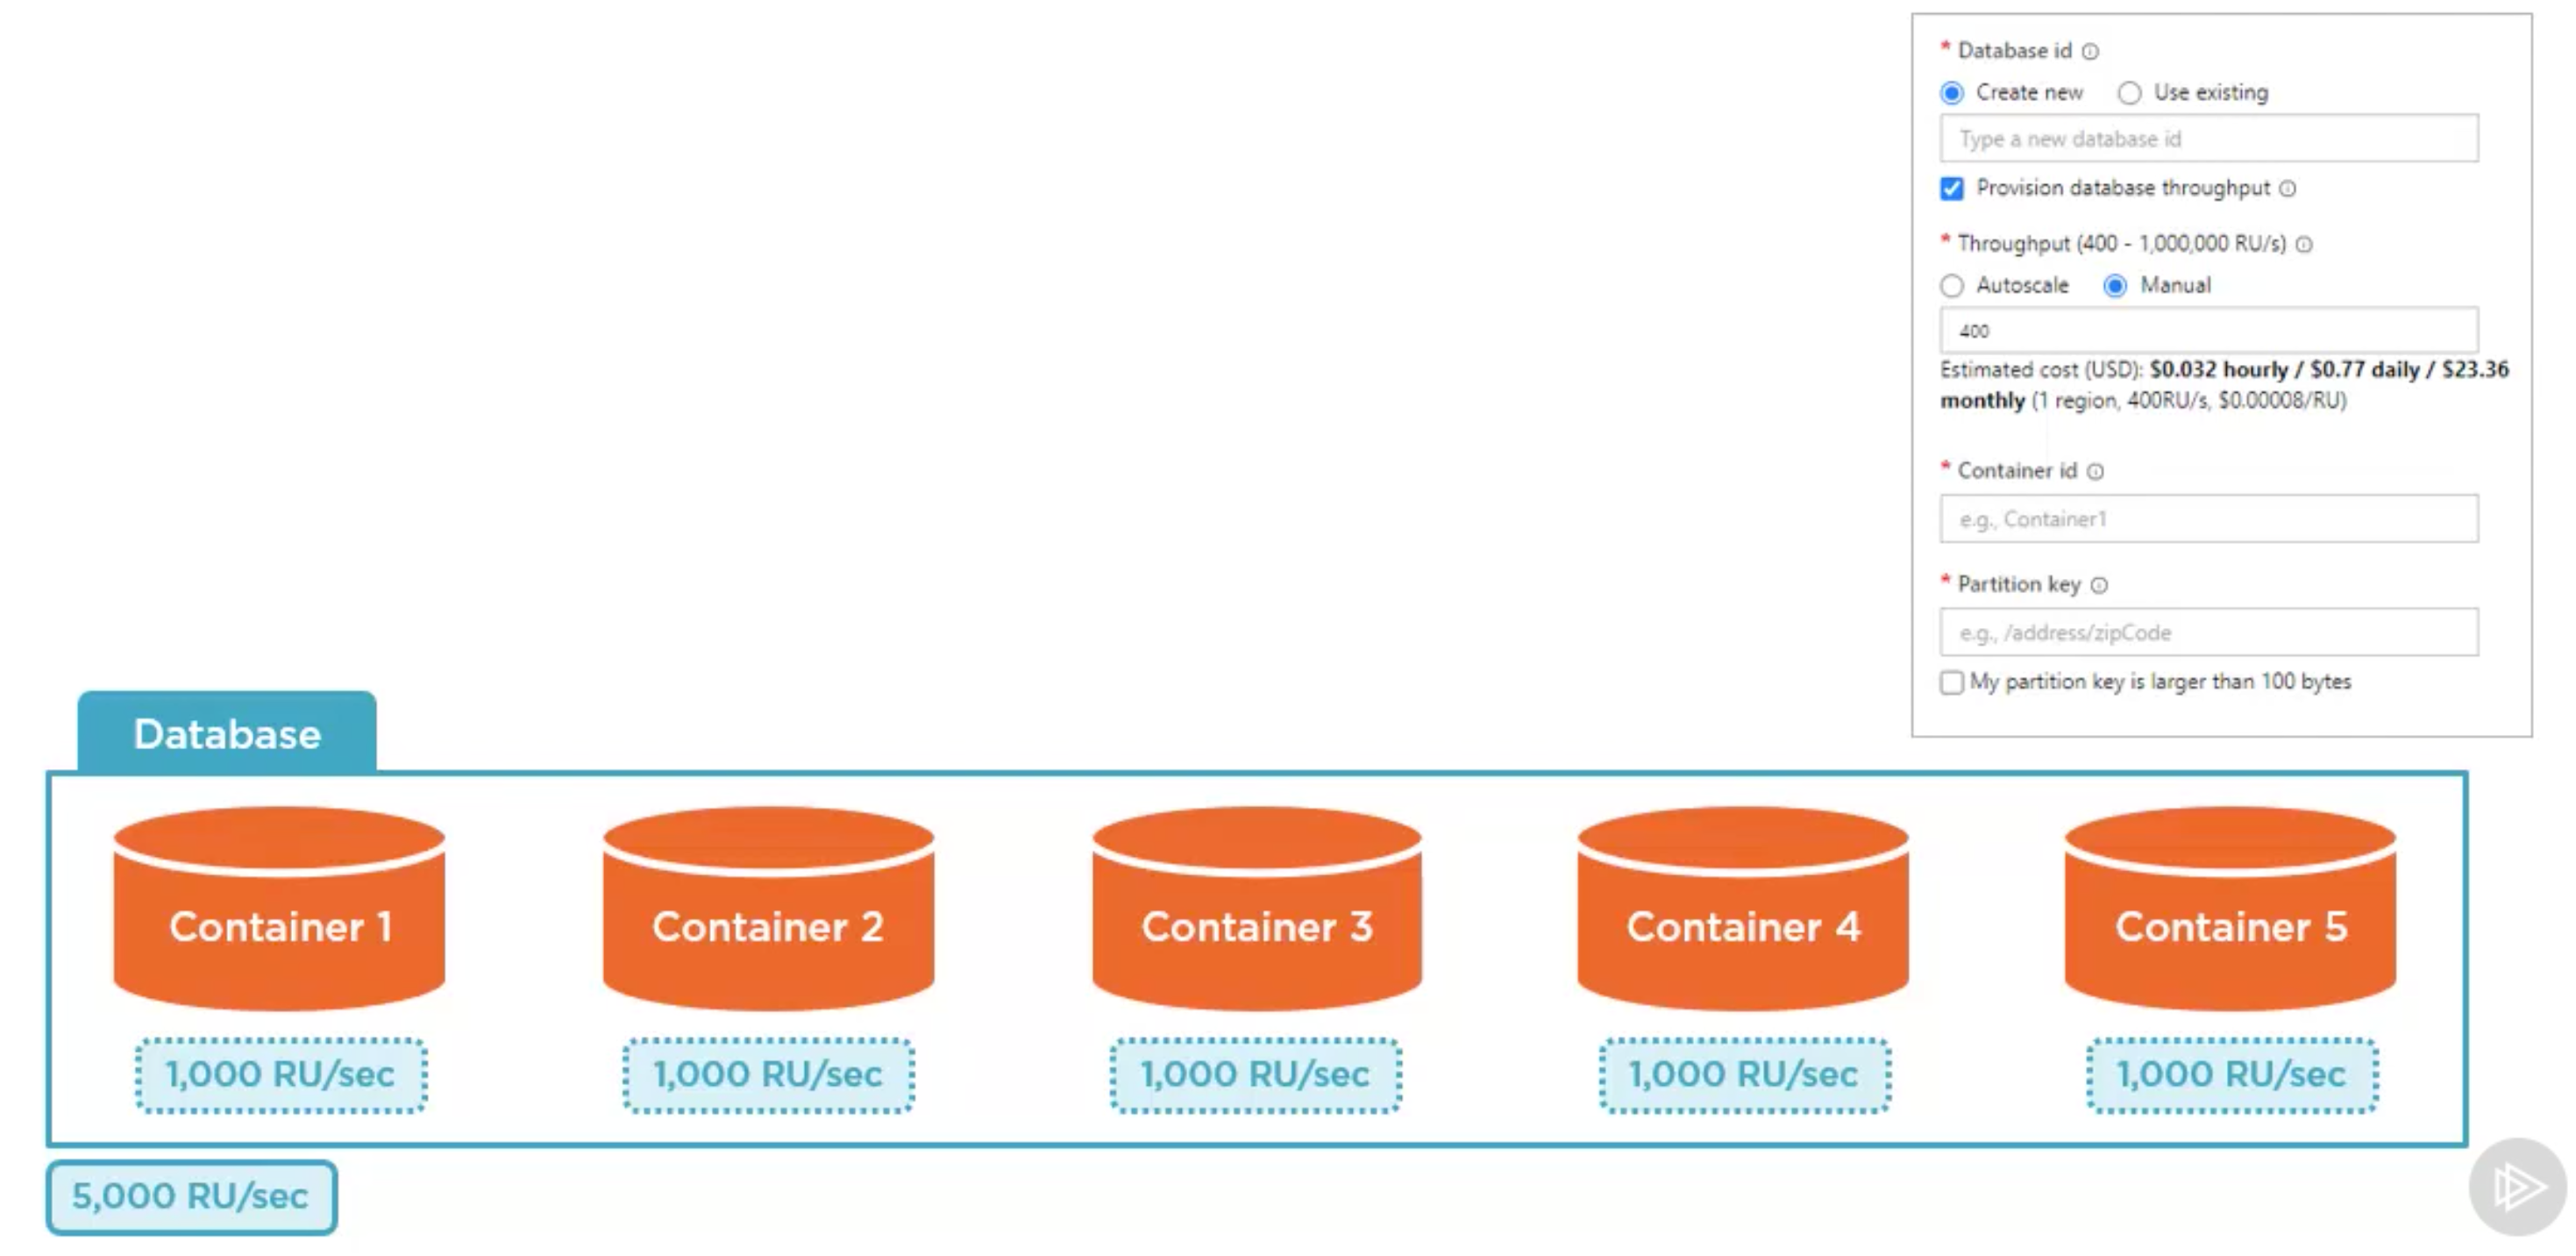 * Database id
Create new Use existing
Type a new database id
Provision database throughput
* Throughput (400 - 1,000,000 RU/s)
Autoscale Manual
400
Estimated cost (USD): $0.032 hourly / $0.77 daily / $23.36
monthly (1 region, 400RU/s, $0.00008/RU)
* Container id
e.g., Container1
* Partition key
e.g., /address/zipCode
My partition key is larger than 100 bytes
Database
Container 1 Container 2 Container 3 Container 4 Container 5
1,000 RU/sec 1,000 RU/sec 1,000 RU/sec 1,000 RU/sec 1,000 RU/sec
5,000 RU/sec